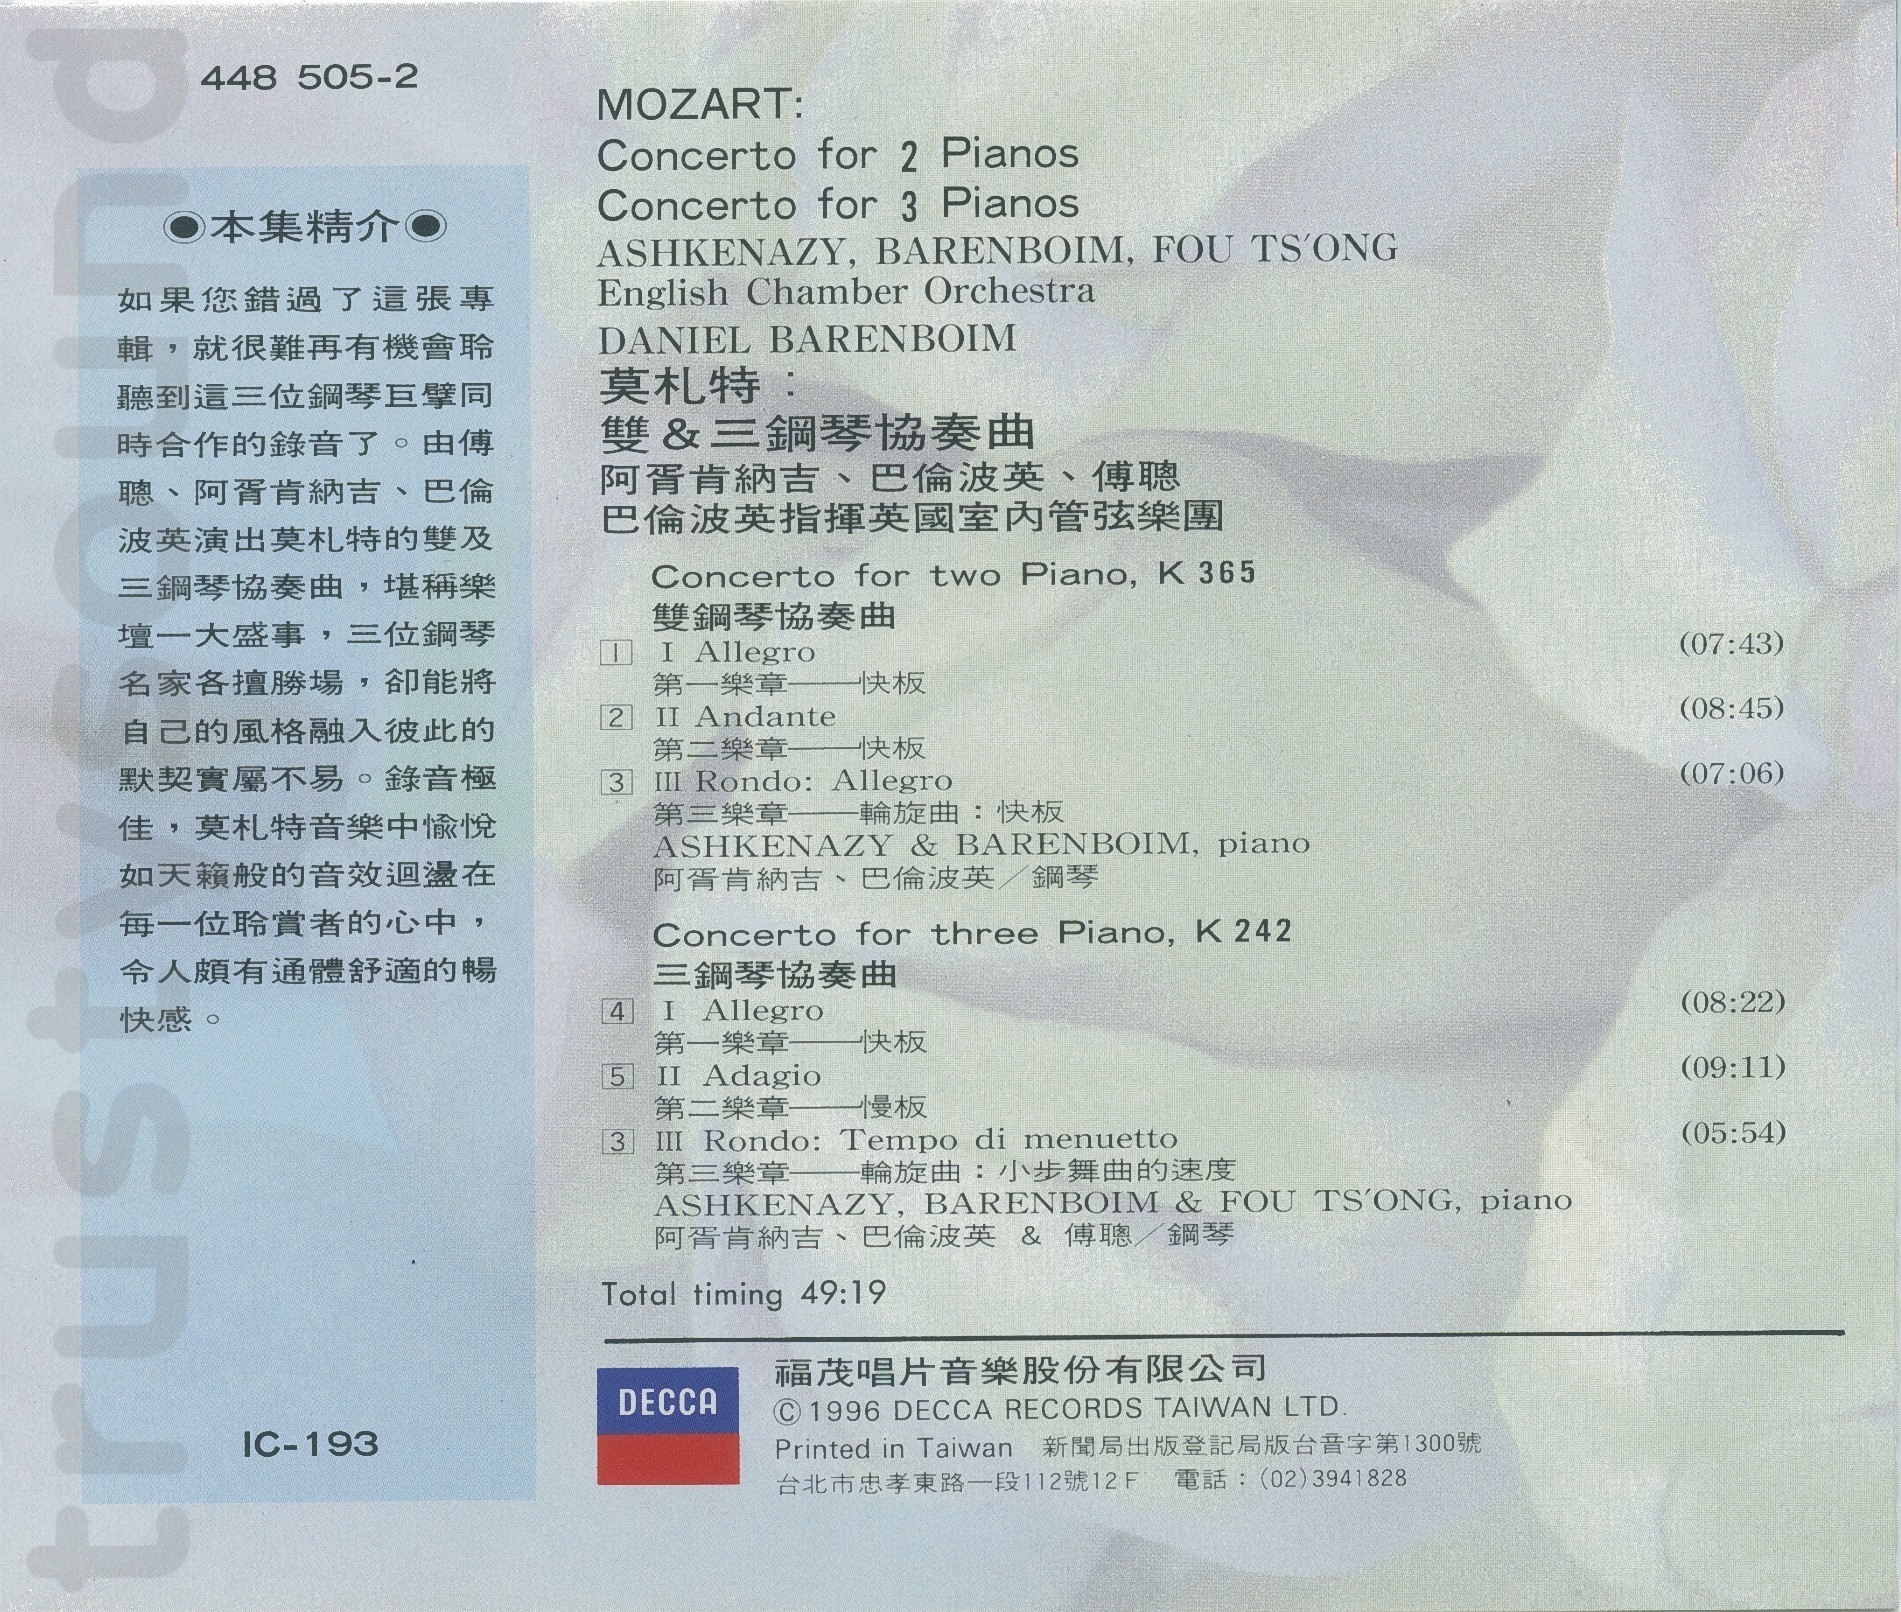 448 505-2
◉本集精介◉
如果您錯過了這張專
輯,就很難再有機會聆
聽到這三位鋼琴巨擘同
時合作的錄音了。由傅
聰、阿胥肯納吉、巴倫
波英演出莫札特的雙及
三鋼琴協奏曲,堪稱樂
壇一大盛事,三位鋼琴
名家各擅勝場,卻能將
自己的風格融入彼此的
默契實屬不易。錄音極
佳,莫札特音樂中愉悅
如天籟般的音效迴盪在
每一位聆賞者的心中,
令人頗有通體舒適的暢
快感。
IC-193
MOZART:
Concerto for 2 Pianos
Concerto for 3 Pianos
ASHKENAZY, BARENBOIM, FOU TS'ONG
English Chamber Orchestra
DANIEL BARENBOIM
莫札特:
雙&三鋼琴協奏曲
阿胥肯納吉、巴倫波英、傅聰
巴倫波英指揮英國室內管弦樂團
Concerto for two Piano, K 365
雙鋼琴協奏曲
1 I Allegro (07:43)
第一樂章——快板
2 II Andante (08:45)
第二樂章——快板
3 III Rondo: Allegro (07:06)
第三樂章——輪旋曲:快板
ASHKENAZY & BARENBOIM, piano
阿胥肯納吉、巴倫波英/鋼琴
Concerto for three Piano, K 242
三鋼琴協奏曲
4 I Allegro (08:22)
第一樂章——快板
5 II Adagio (09:11)
第二樂章——慢板
3 III Rondo: Tempo di menuetto (05:54)
第三樂章——輪旋曲:小步舞曲的速度
ASHKENAZY, BARENBOIM & FOU TS'ONG, piano
阿胥肯納吉、巴倫波英 & 傅聰/鋼琴
Total timing 49:19
DECCA
福茂唱片音樂股份有限公司
©1996 DECCA RECORDS TAIWAN LTD.
Printed in Taiwan 新聞局出版登記局版台音字第1300號
台北市忠孝東路一段112號12F 電話:(02)3941828
trustwsound